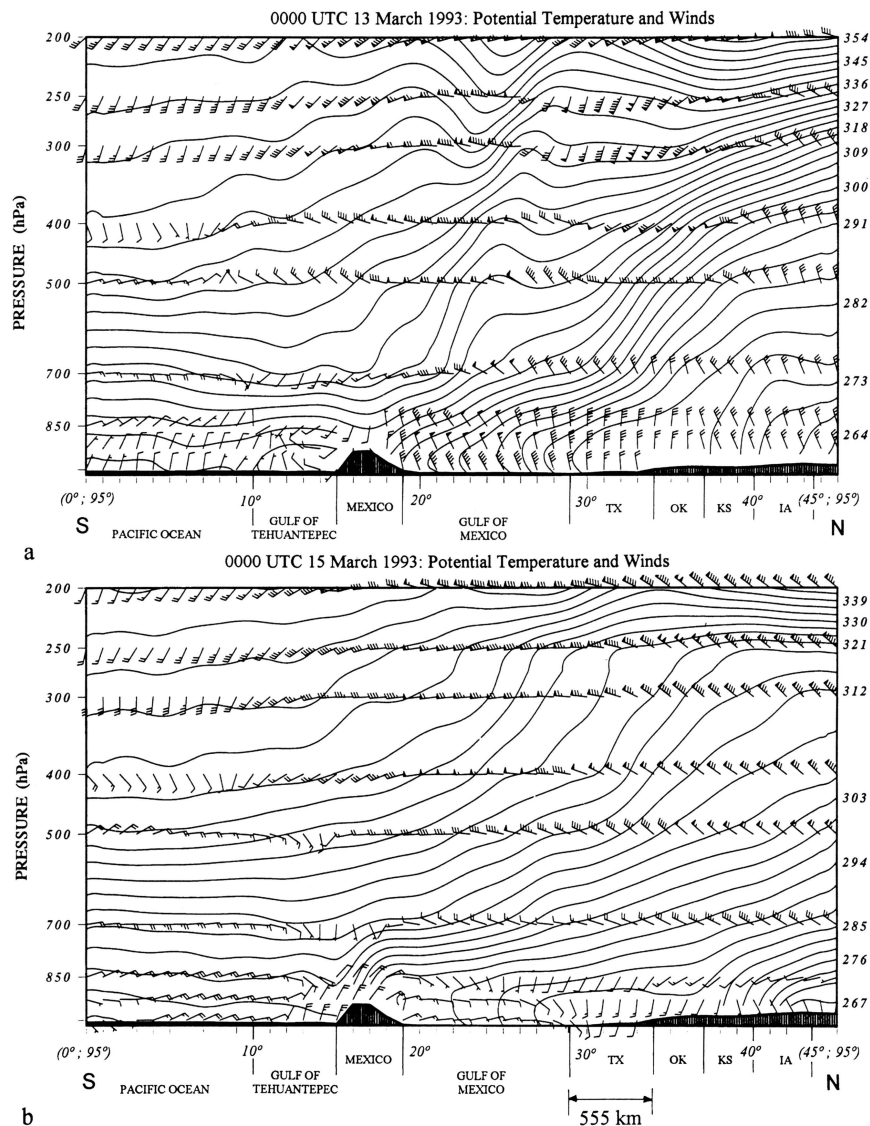 0000 UTC 13 March 1993: Potential Temperature and Winds
PRESSURE (hPa)
200
250
300
400
500
700
850
354
345
336
327
318
309
300
291
282
273
264
(0°; 95°) 10° 20° 30° 40° (45°; 95°)
MEXICO TX OK KS IA
S N
PACIFIC OCEAN
GULF OF
TEHUANTEPEC
GULF OF
MEXICO
a
0000 UTC 15 March 1993: Potential Temperature and Winds
PRESSURE (hPa)
200
250
300
400
500
700
850
339
330
321
312
303
294
285
276
267
(0°; 95°) 10° 20° 30° 40° (45°; 95°)
MEXICO TX OK KS IA
S N
PACIFIC OCEAN
GULF OF
TEHUANTEPEC
GULF OF
MEXICO
b
555 km